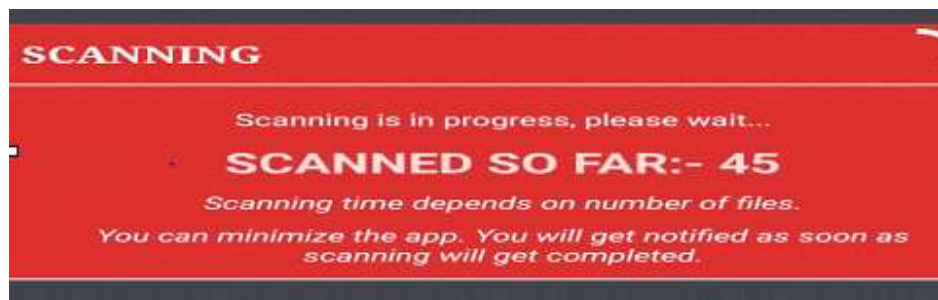 SCANNING
Scanning is in progress, please wait...
SCANNED SO FAR:- 45
Scanning time depends on number of files.
You can minimize the app. You will get notified as soon as
scanning will get completed.